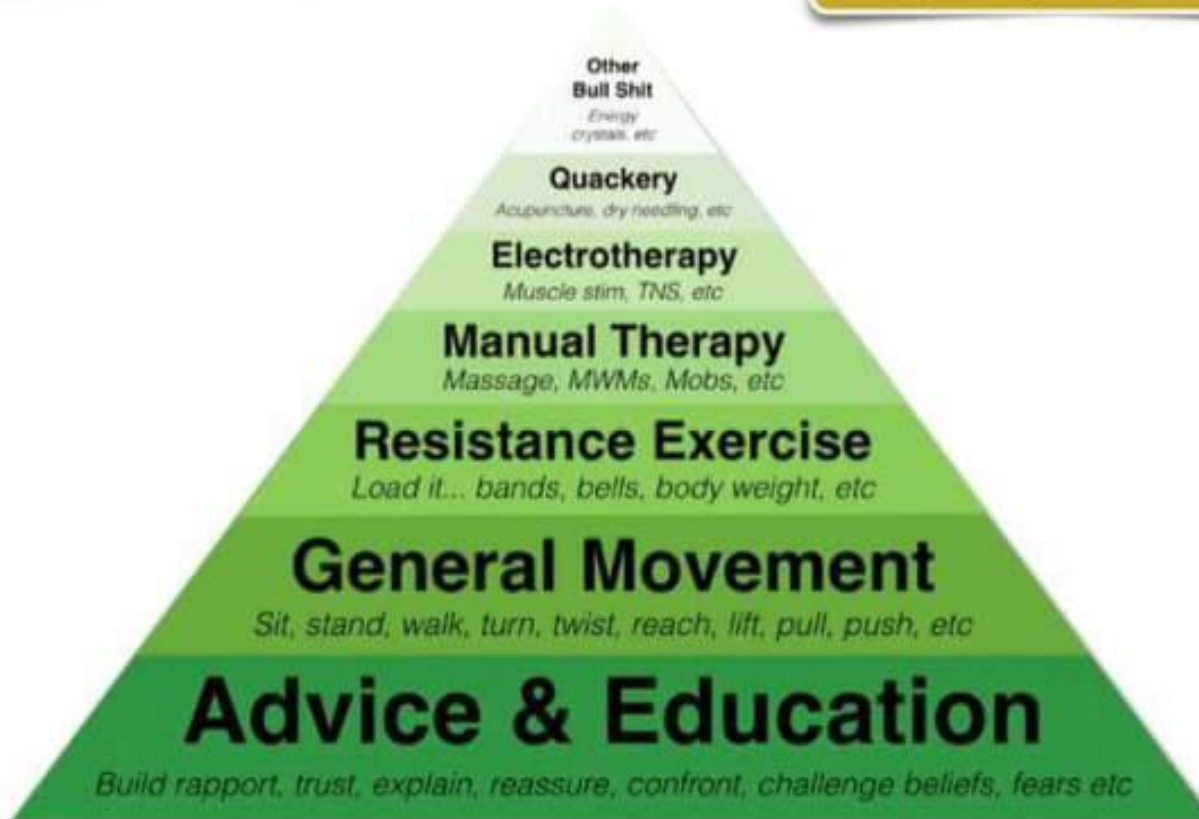 Other
Bull Shit
Energy
crystals, etc
Quackery
Acupuncture, dry needling, etc
Electrotherapy
Muscle stim, TNS, etc
Manual Therapy
Massage, MWMs, Mobs, etc
Resistance Exercise
Load it... bands, bells, body weight, etc
General Movement
Sit, stand, walk, turn, twist, reach, lift, pull, push, etc
Advice & Education
Build rapport, trust, explain, reassure, confront, challenge beliefs, fears etc